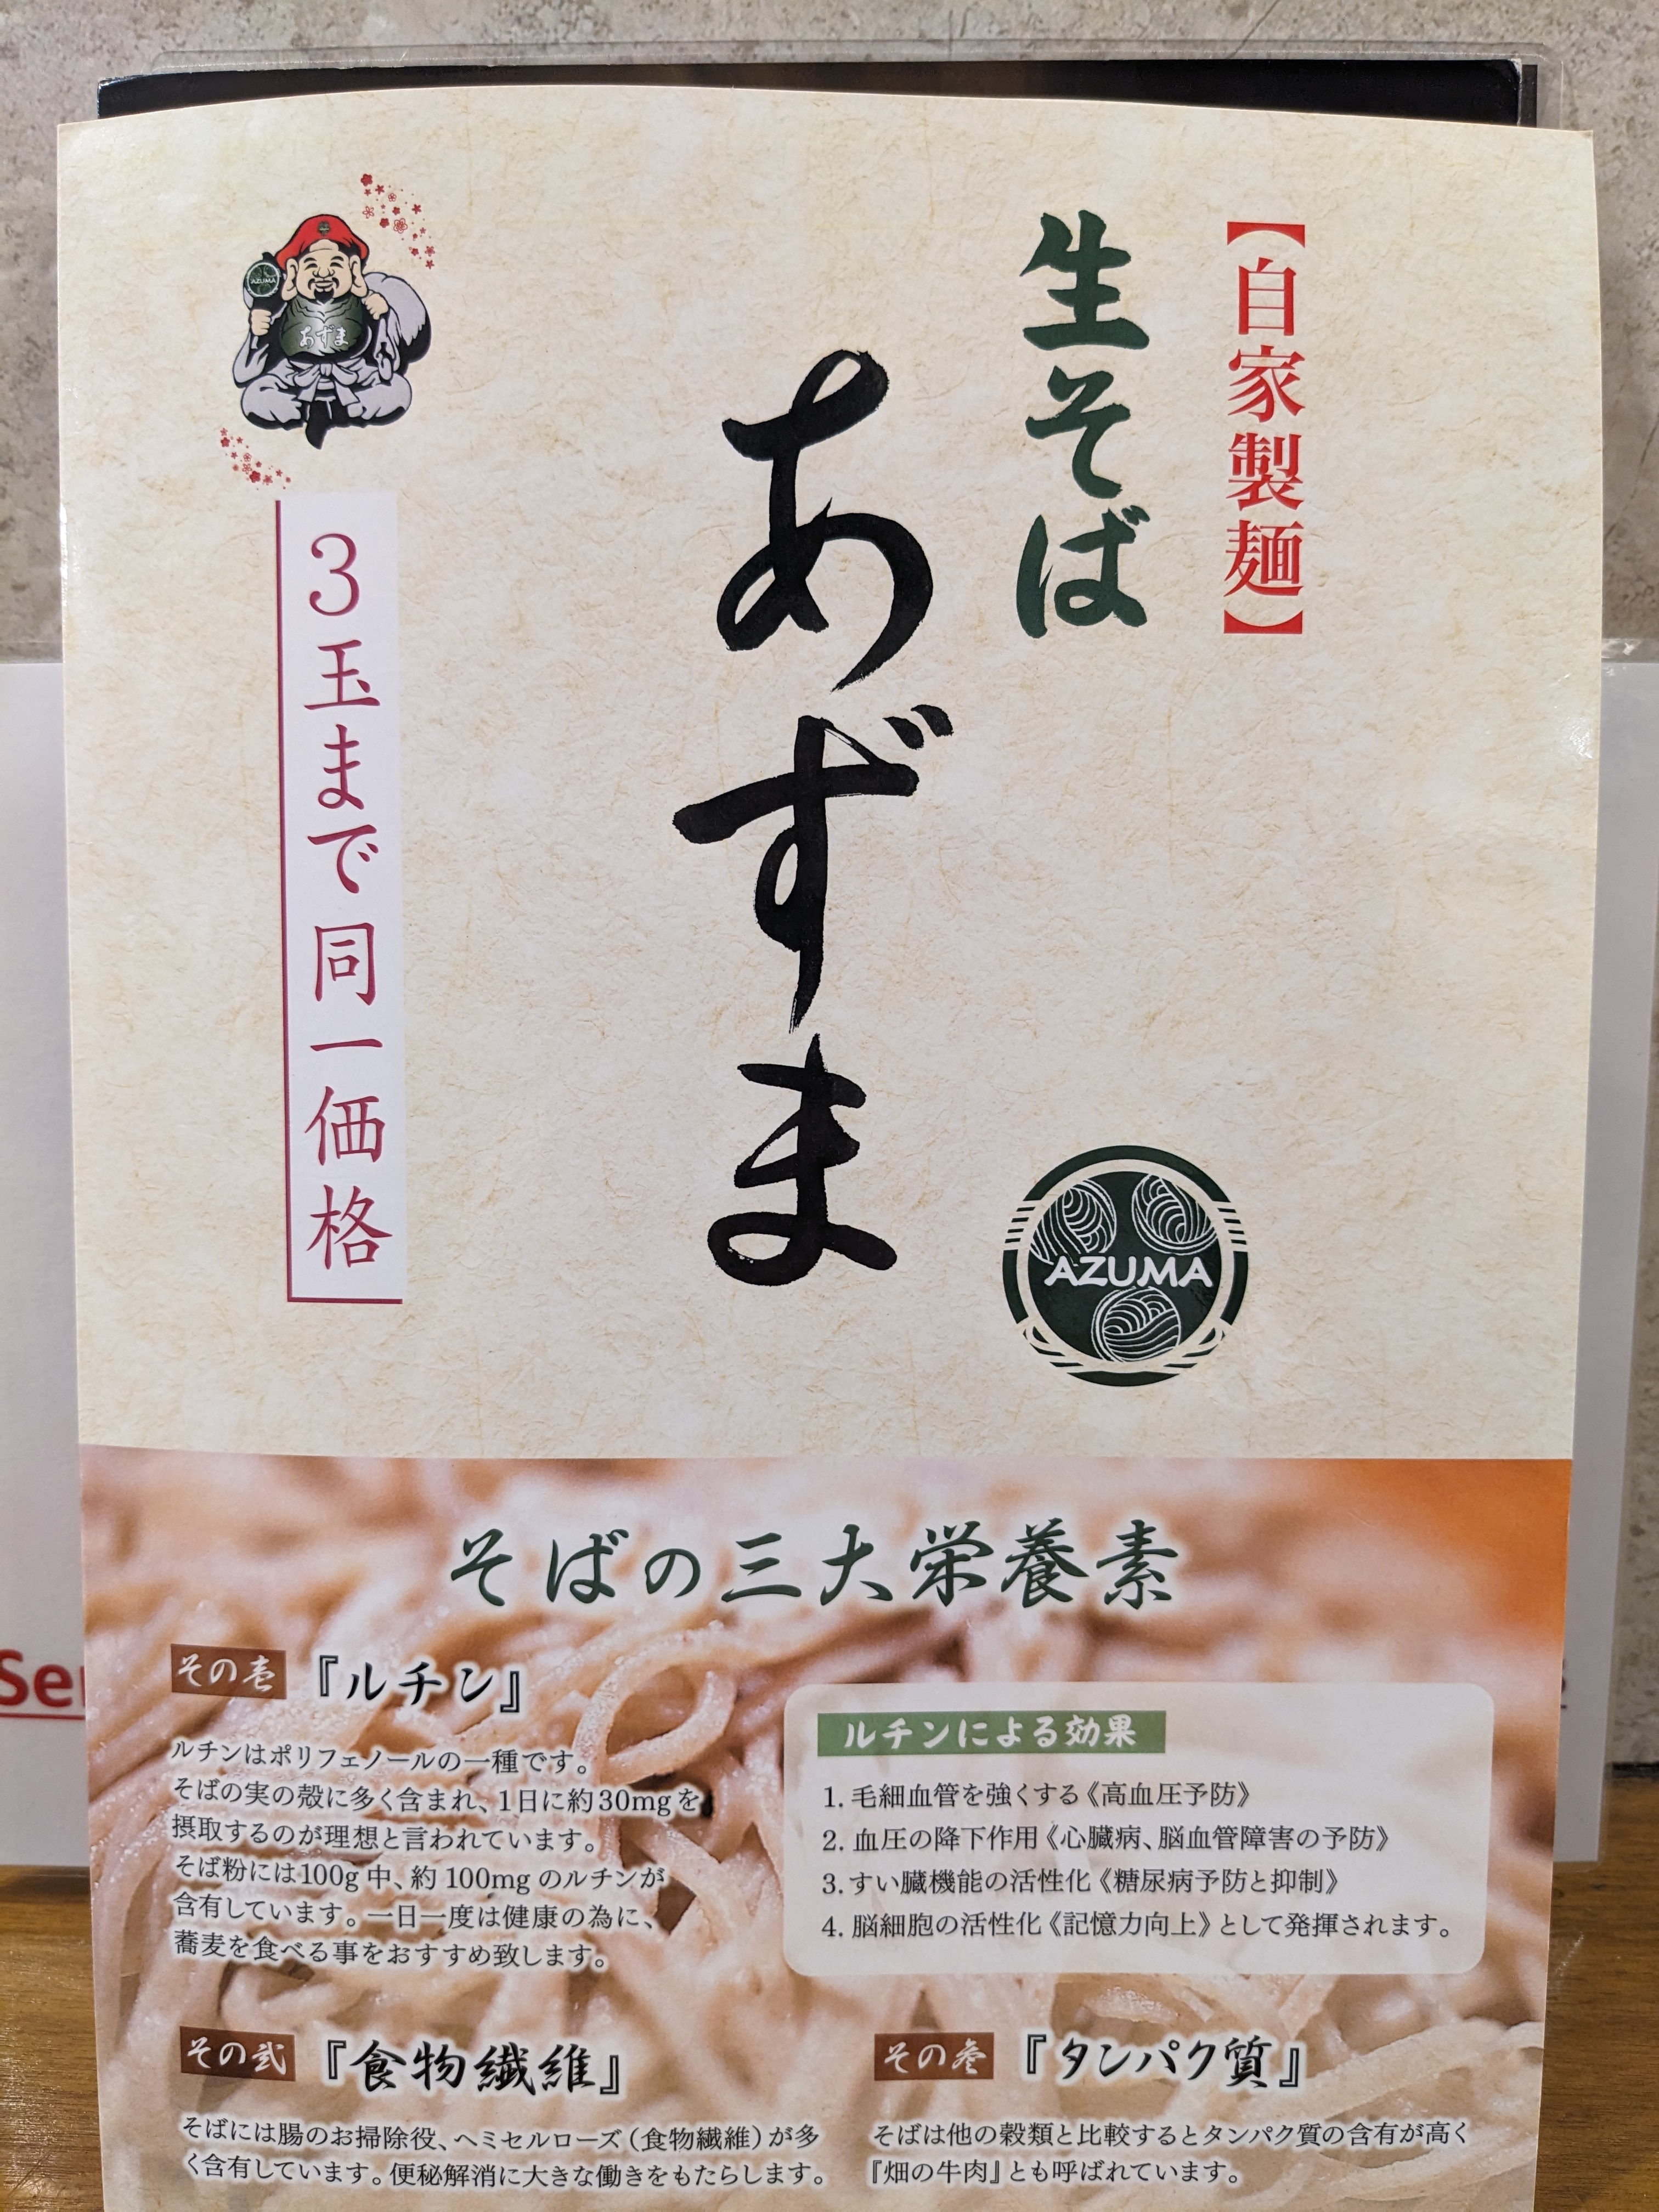 【自家製麺】
生そば
あずま
AZUMA
AZUMA
あずま
3玉まで同一価格
そばの三大栄養素
その壱
『ルチン』
ルチンはポリフェノールの一種です。
そばの実の殻に多く含まれ、1日に約30mgを
摂取するのが理想と言われています。
そば粉には100g中、約100mgのルチンが
含有しています。一日一度は健康の為に、
蕎麦を食べる事をおすすめ致します。
ルチンによる効果
1. 毛細血管を強くする《高血圧予防》
2. 血圧の降下作用《心臓病、脳血管障害の予防》
3. すい臓機能の活性化《糖尿病予防と抑制》
4. 脳細胞の活性化《記憶力向上》として発揮されます。
その弐
『食物繊維』
そばには腸のお掃除役、ヘミセルローズ(食物繊維)が多
く含有しています。便秘解消に大きな働きをもたらします。
その参
『タンパク質』
そばは他の穀類と比較するとタンパク質の含有が高く
『畑の牛肉』とも呼ばれています。